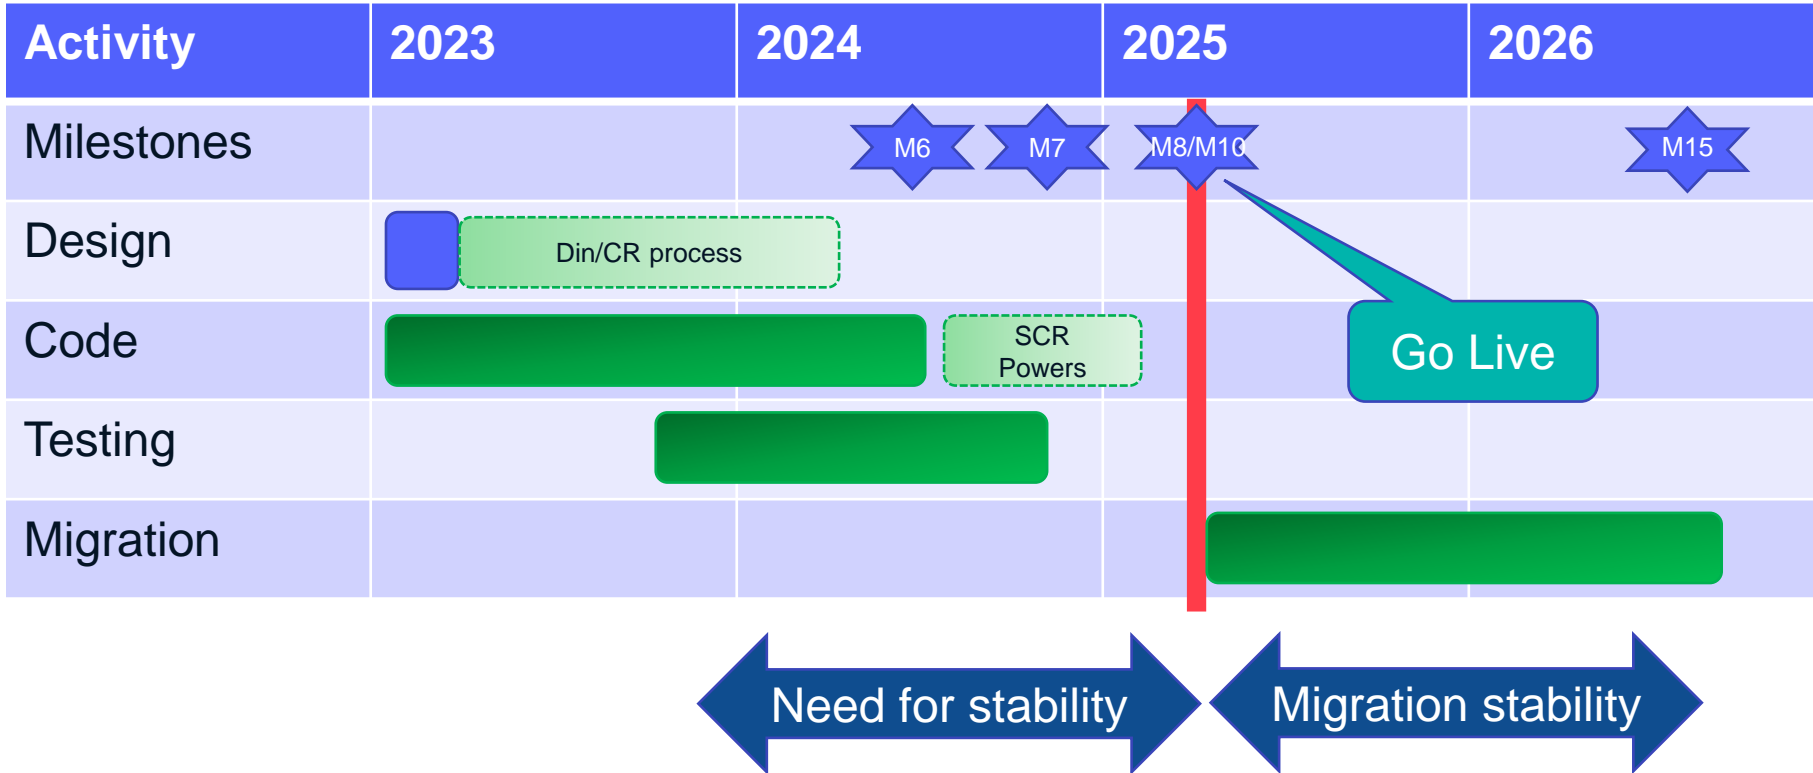 Activity 2023 2024 2025 2026
Milestones M6 M7 M8/M10 M15
Design Din/CR process
Code SCR
Powers
Go Live
Testing
Migration
Need for stability Migration stability